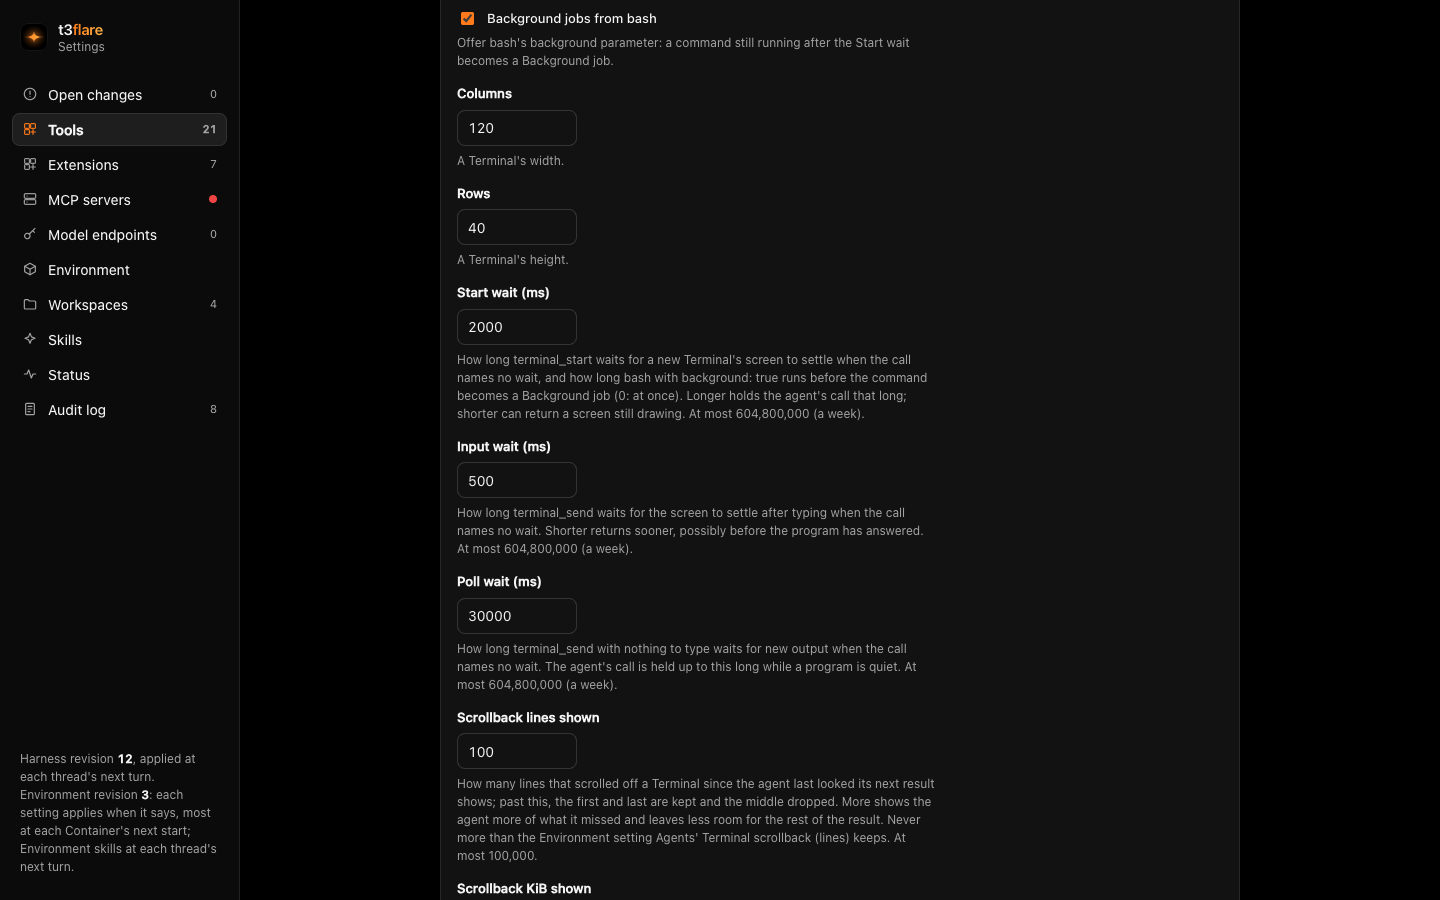 t3flare
Settings
Open changes 0
Tools 21
Extensions 7
MCP servers
Model endpoints 0
Environment
Workspaces 4
Skills
Status
Audit log 8
Harness revision 12, applied at
each thread's next turn.
Environment revision 3: each
setting applies when it says, most
at each Container's next start;
Environment skills at each thread's
next turn.
Background jobs from bash
Offer bash's background parameter: a command still running after the Start wait
becomes a Background job.
Columns
120
A Terminal's width.
Rows
40
A Terminal's height.
Start wait (ms)
2000
How long terminal_start waits for a new Terminal's screen to settle when the call
names no wait, and how long bash with background: true runs before the command
becomes a Background job (0: at once). Longer holds the agent's call that long;
shorter can return a screen still drawing. At most 604,800,000 (a week).
Input wait (ms)
500
How long terminal_send waits for the screen to settle after typing when the call
names no wait. Shorter returns sooner, possibly before the program has answered.
At most 604,800,000 (a week).
Poll wait (ms)
30000
How long terminal_send with nothing to type waits for new output when the call
names no wait. The agent's call is held up to this long while a program is quiet. At
most 604,800,000 (a week).
Scrollback lines shown
100
How many lines that scrolled off a Terminal since the agent last looked its next result
shows; past this, the first and last are kept and the middle dropped. More shows the
agent more of what it missed and leaves less room for the rest of the result. Never
more than the Environment setting Agents' Terminal scrollback (lines) keeps. At
most 100,000.
Scrollback KiB shown